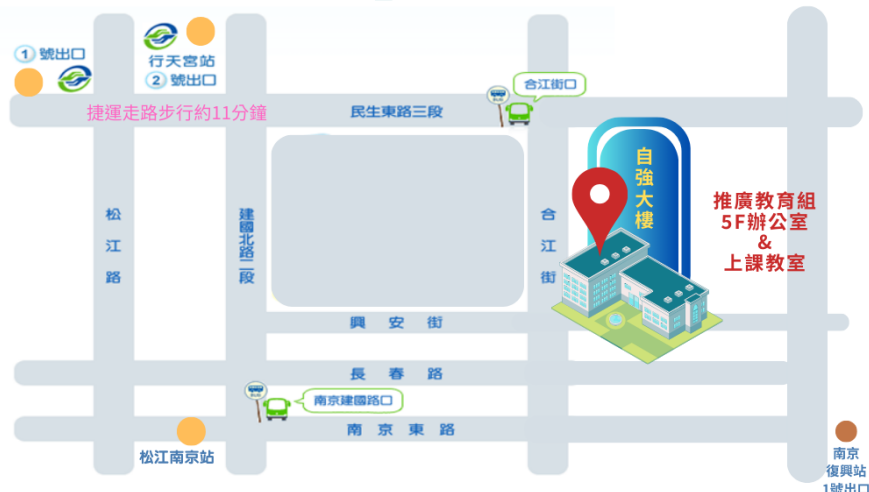 1 號出口
行天宮站
2 號出口
捷運走路步行約11分鐘
民生東路三段
合江街口
自強大樓
推廣教育組
5F辦公室
&
上課教室
松江路
建國北路二段
合江街
興安街
長春路
南京建國路口
南京東路
松江南京站
南京
復興站
1號出口